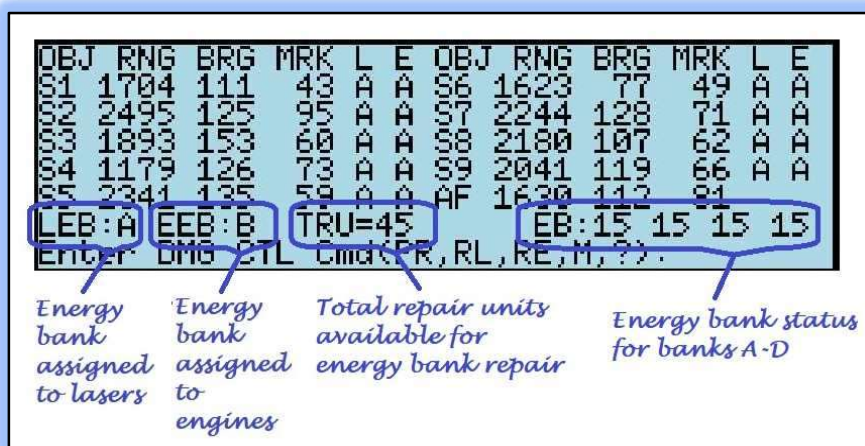 OBJ RNG BRG MRK L E OBJ RNG BRG MRK L E
S1 1704 111 43 A A S6 1623 77 49 A A
S2 2495 125 95 A A S7 2244 128 71 A A
S3 1893 153 60 A A S8 2180 107 62 A A
S4 1179 126 73 A A S9 2041 119 66 A A
S5 2341 135 59 A A AF 1630 112 81
LEB:A EEB:B TRU=45 EB:15 15 15 15
Enter DMG CTL Cmd(PR,RL,RE,M,?).
Energy bank assigned to lasers
Energy bank assigned to engines
Total repair units available for energy bank repair
Energy bank status for banks A-D